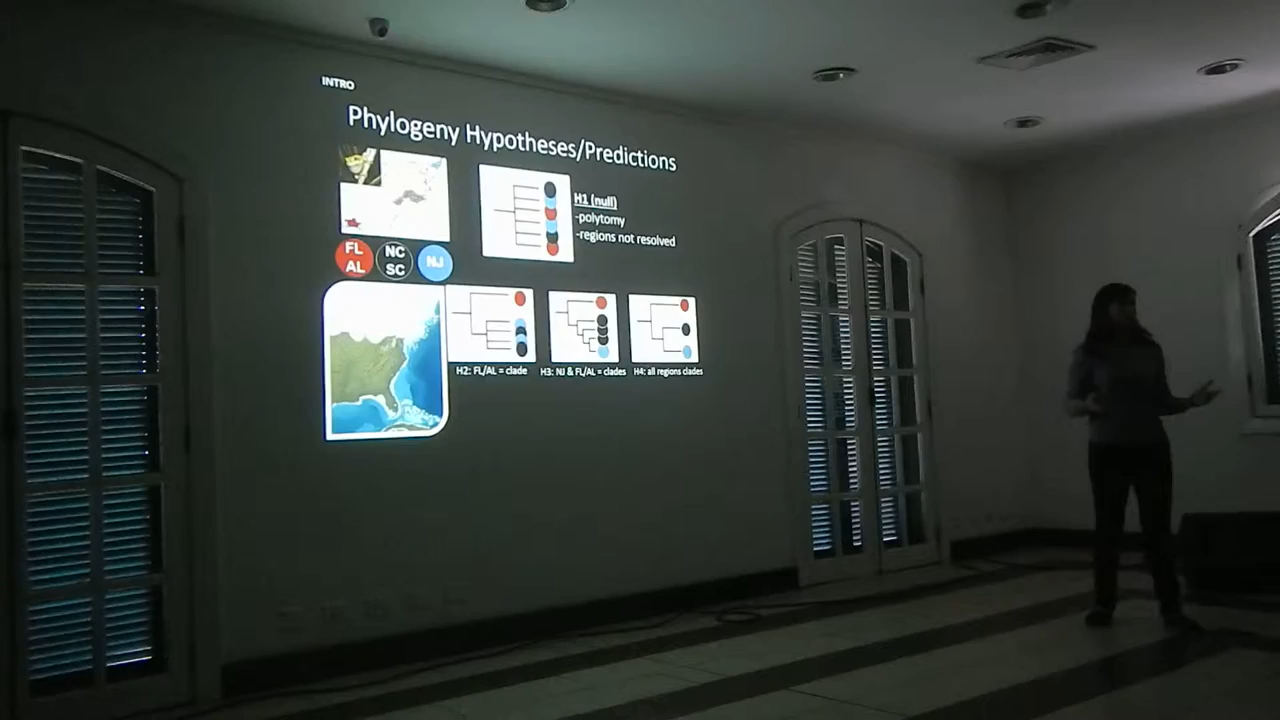 INTRO
Phylogeny Hypotheses/Predictions
H1 (null)
-polytomy
-regions not resolved
FL
AL
NC
SC
NJ
H2: FL/AL = clade
H3: NJ & FL/AL = clades
H4: all regions clades